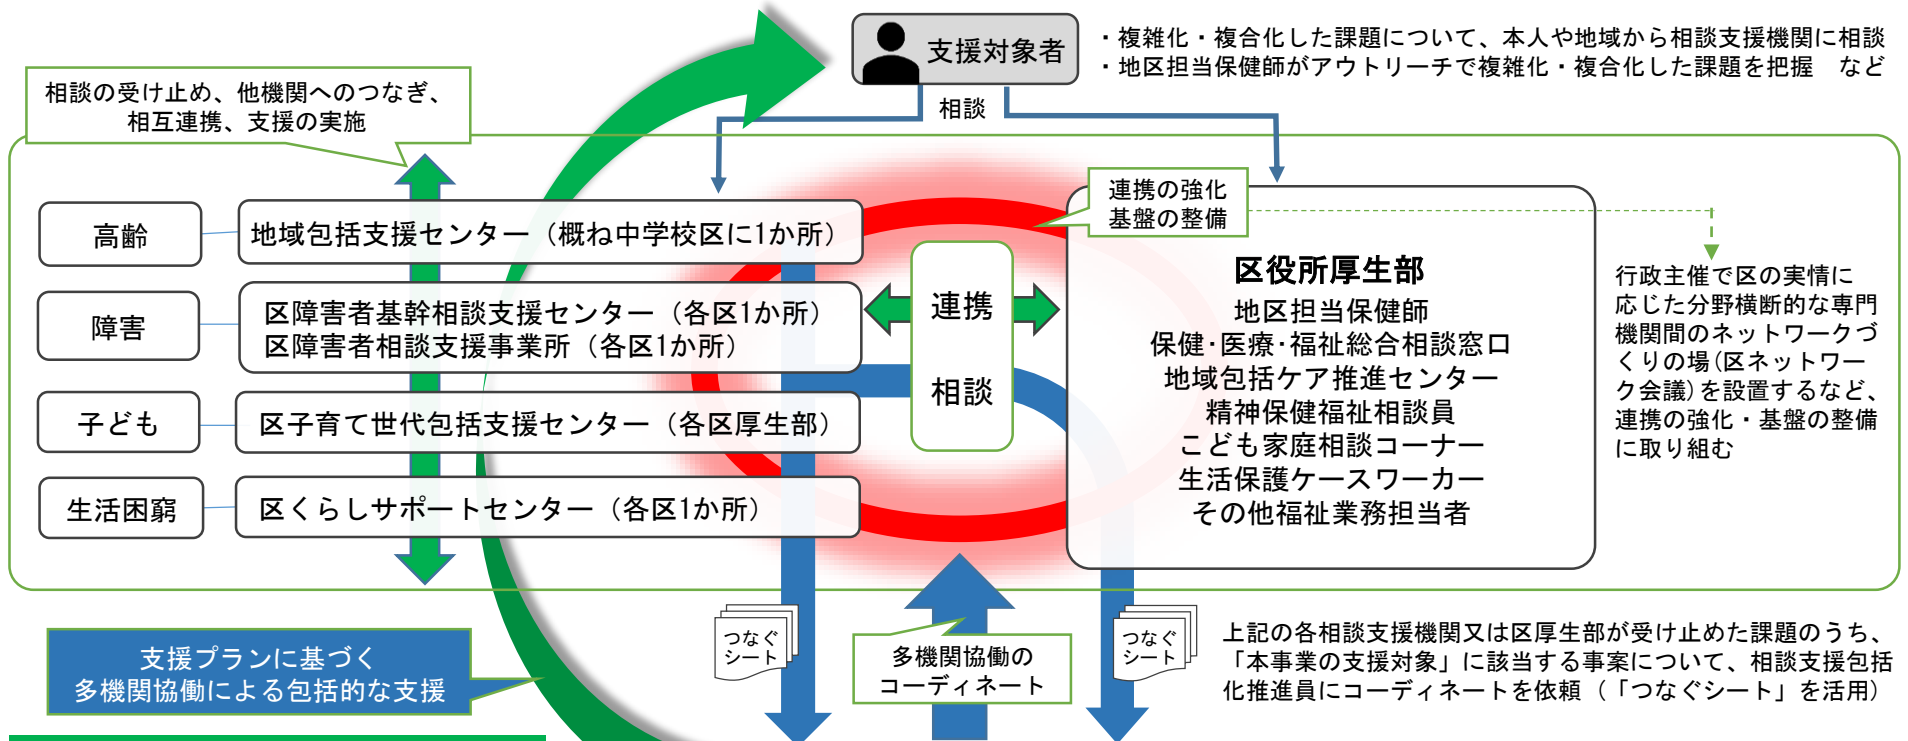 支援対象者
・複雑化・複合化した課題について、本人や地域から相談支援機関に相談
・地区担当保健師がアウトリーチで複雑化・複合化した課題を把握　など
相談
相談の受け止め、他機関へのつなぎ、
相互連携、支援の実施
連携の強化
基盤の整備
高齢
地域包括支援センター（概ね中学校区に1か所）
障害
区障害者基幹相談支援センター（各区1か所）
区障害者相談支援事業所（各区1か所）
子ども
区子育て世代包括支援センター（各区厚生部）
生活困窮
区くらしサポートセンター（各区1か所）
連携
相談
区役所厚生部
地区担当保健師
保健･医療･福祉総合相談窓口
地域包括ケア推進センター
精神保健福祉相談員
こども家庭相談コーナー
生活保護ケースワーカー
その他福祉業務担当者
行政主催で区の実情に
応じた分野横断的な専門
機関間のネットワークづ
くりの場(区ネットワー
ク会議)を設置するなど、
連携の強化・基盤の整備
に取り組む
支援プランに基づく
多機関協働による包括的な支援
つなぐ
シート
多機関協働の
コーディネート
つなぐ
シート
上記の各相談支援機関又は区厚生部が受け止めた課題のうち、
「本事業の支援対象」に該当する事案について、相談支援包括
化推進員にコーディネートを依頼（「つなぐシート」を活用）